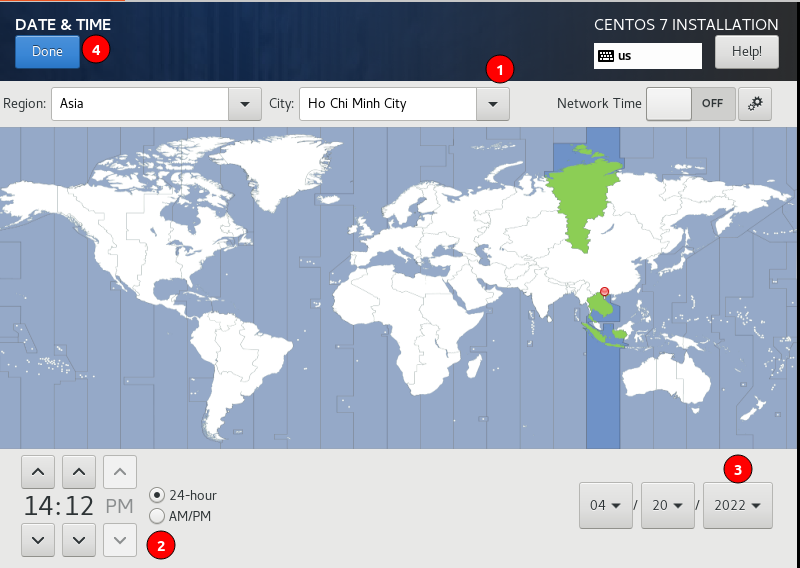 DATE & TIME
CENTOS 7 INSTALLATION
Done
4
us
Help!
1
Region:
Asia
City:
Ho Chi Minh City
Network Time
OFF
3
14:12 PM
24-hour
AM/PM
04 / 20 / 2022
2